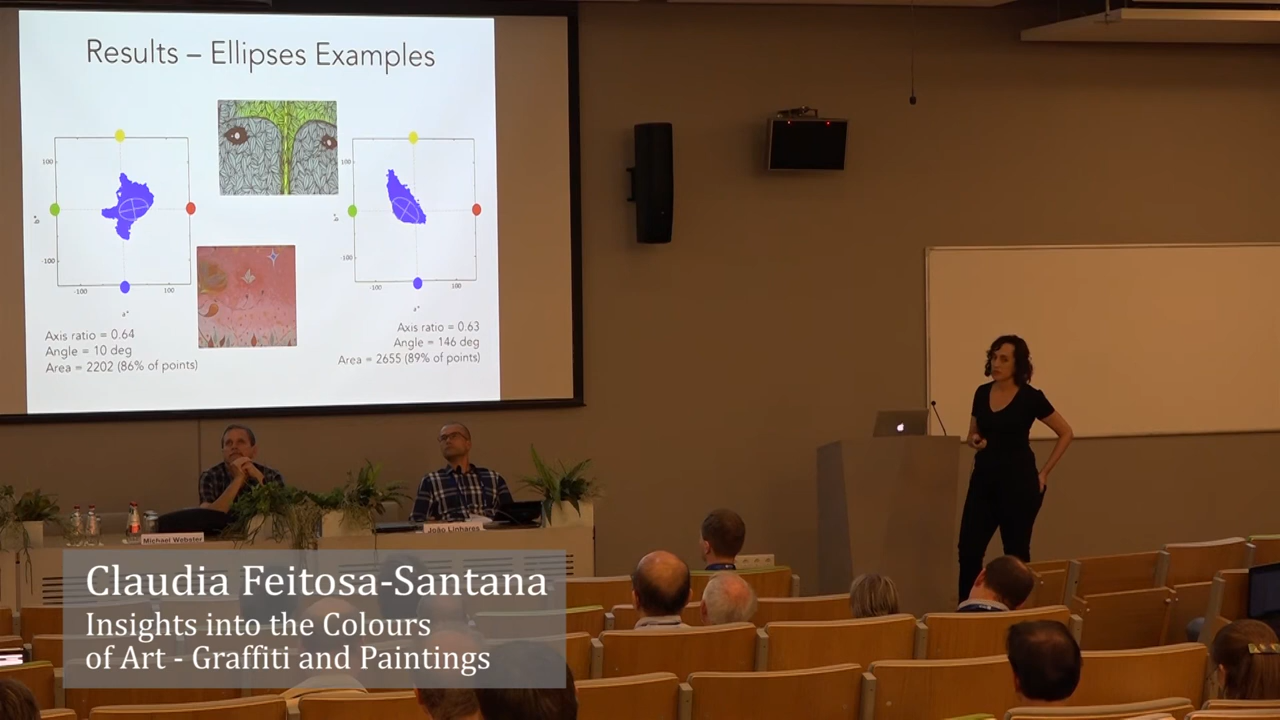 Results – Ellipses Examples
100
b*
-100
-100
100
a*
Axis ratio = 0.64
Angle = 10 deg
Area = 2202 (86% of points)
100
b*
-100
-100
100
a*
Axis ratio = 0.63
Angle = 146 deg
Area = 2655 (89% of points)
Michael Webster
João Linhares
Claudia Feitosa-Santana
Insights into the Colours
of Art - Graffiti and Paintings